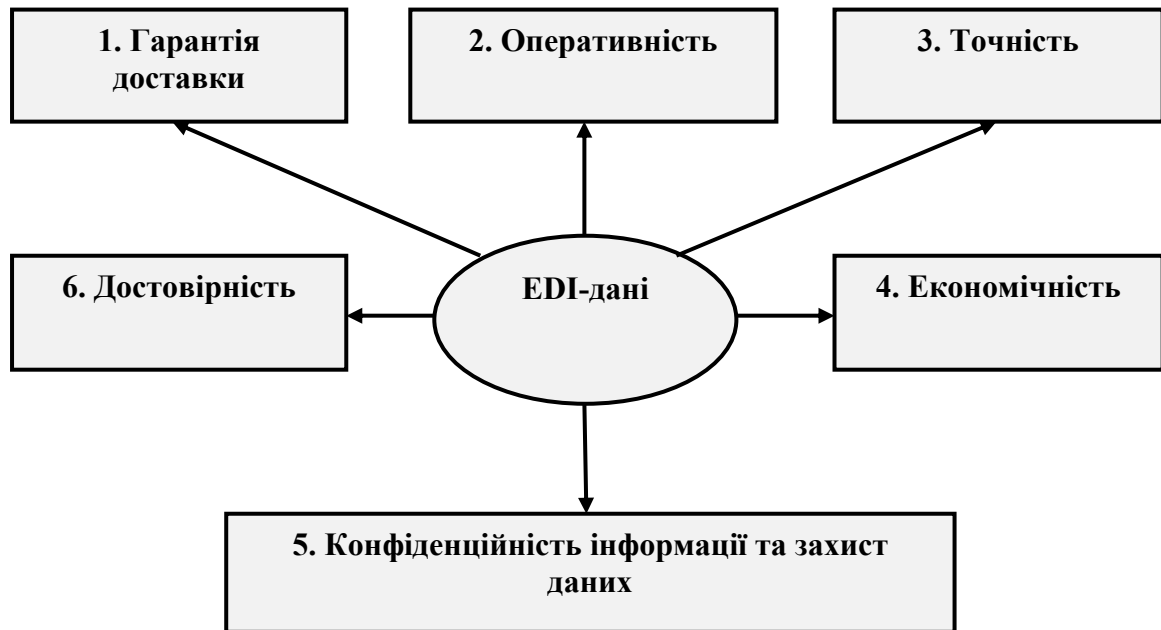 1. Гарантія
доставки
2. Оперативність
3. Точність
6. Достовірність
EDI-дані
4. Економічність
5. Конфіденційність інформації та захист
даних